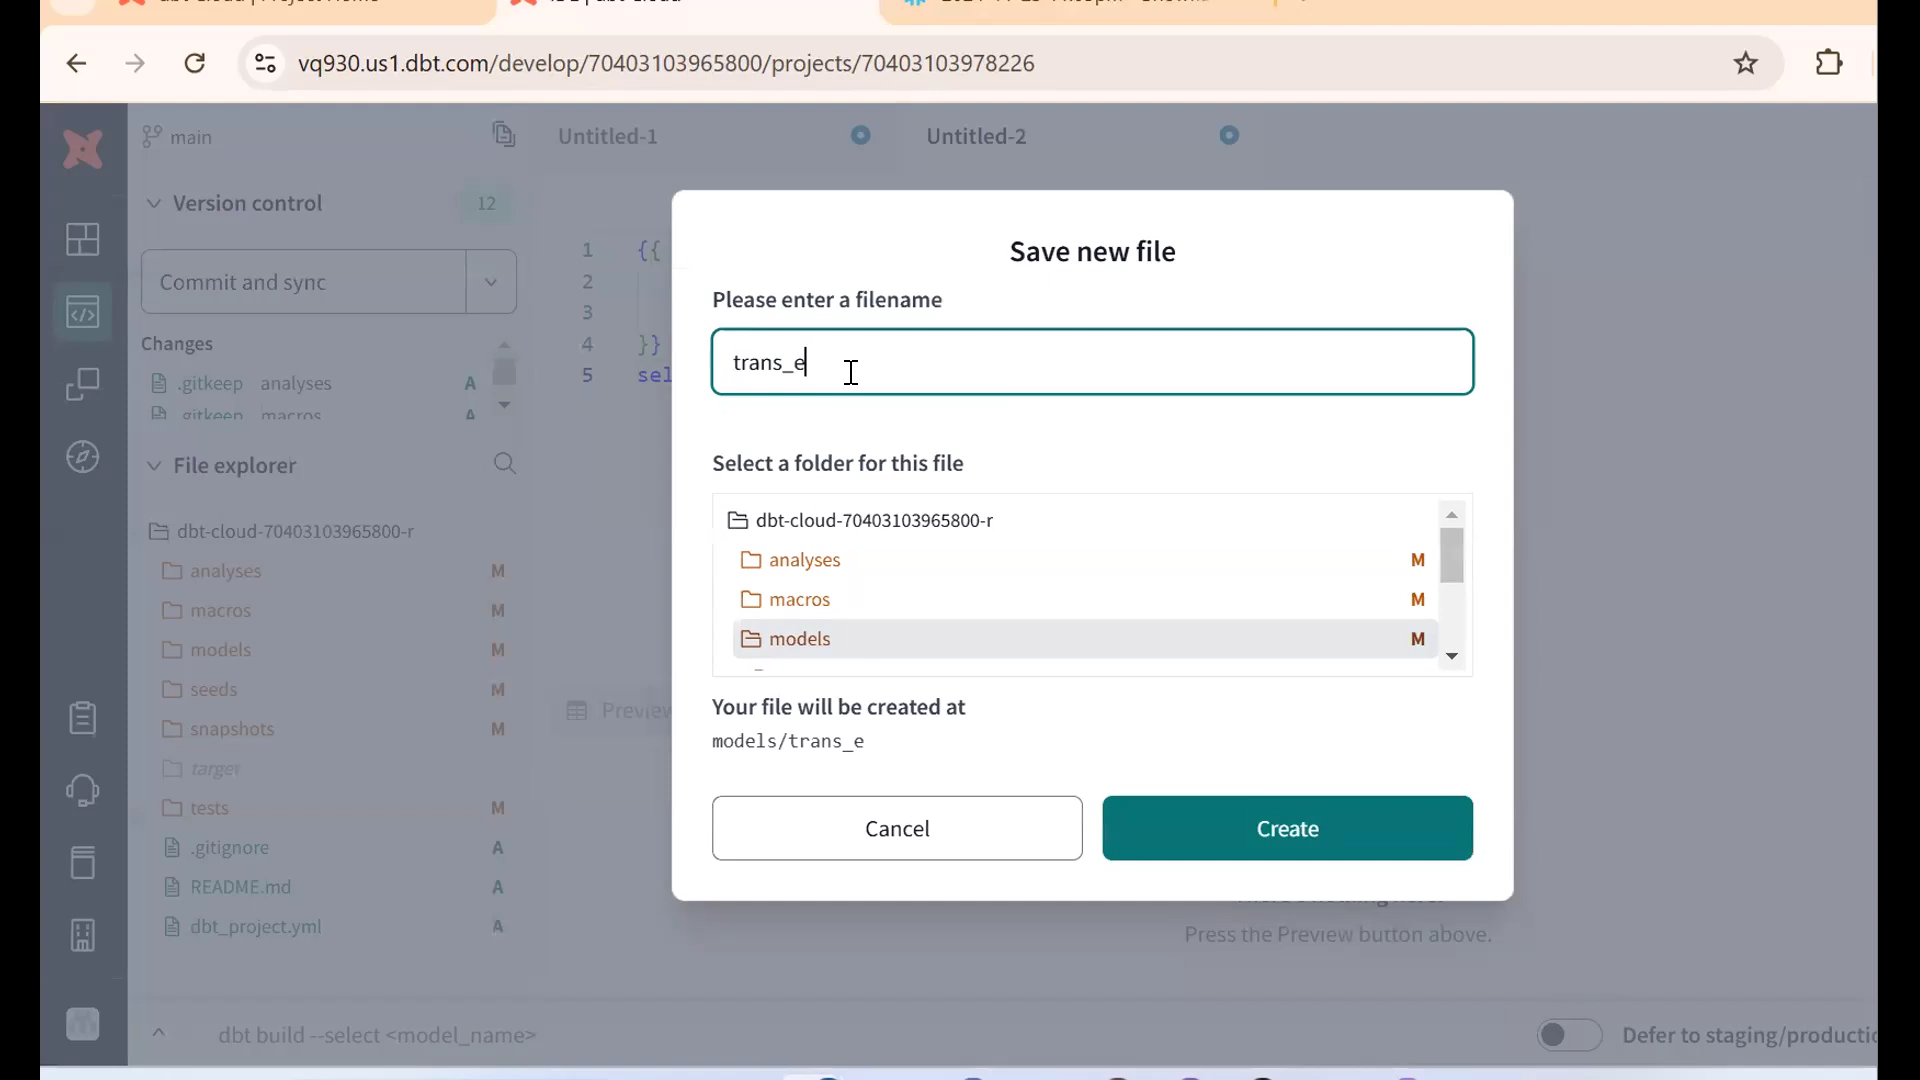 vq930.us1.dbt.com/develop/70403103965800/projects/70403103978226
main
Untitled-1
Untitled-2
Version control
12
Commit and sync
Changes
.gitkeep analyses A
.gitkeep macros A
File explorer
dbt-cloud-70403103965800-r
analyses M
macros M
models M
seeds M
snapshots M
target
tests M
.gitignore A
README.md A
dbt_project.yml A
1 {{
2
3
4 }}
5 sel
Preview
Save new file
Please enter a filename
trans_e
Select a folder for this file
dbt-cloud-70403103965800-r
analyses M
macros M
models M
Your file will be created at
models/trans_e
Cancel
Create
Press the Preview button above.
dbt build --select <model_name>
Defer to staging/productio